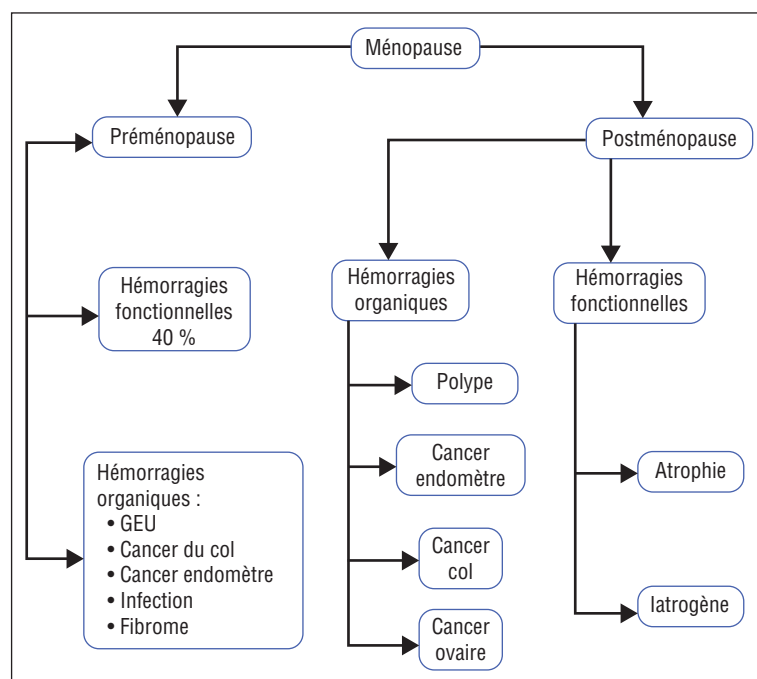 Ménopause
Préménopause
Postménopause
Hémorragies
fonctionnelles
40 %
Hémorragies
organiques :
• GEU
• Cancer du col
• Cancer endomètre
• Infection
• Fibrome
Hémorragies
organiques
Polype
Cancer
endomètre
Cancer
col
Cancer
ovaire
Hémorragies
fonctionnelles
Atrophie
Iatrogène